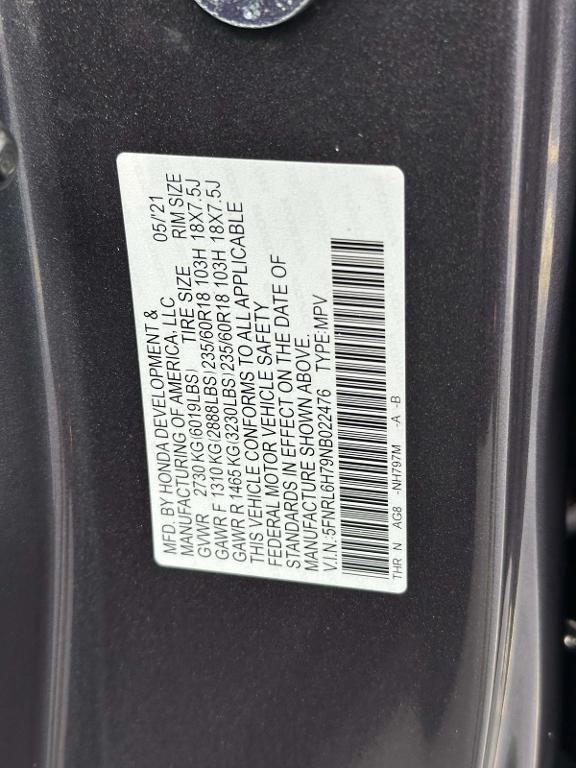 MFD. BY HONDA DEVELOPMENT &
MANUFACTURING OF AMERICA, LLC 05/21
GVWR 2730 KG(6019LBS) TIRE SIZE RIM SIZE
GAWR F 1310 KG(2888LBS) 235/60R18 103H 18X7.5J
GAWR R 1465 KG(3230LBS) 235/60R18 103H 18X7.5J
THIS VEHICLE CONFORMS TO ALL APPLICABLE
FEDERAL MOTOR VEHICLE SAFETY
STANDARDS IN EFFECT ON THE DATE OF
MANUFACTURE SHOWN ABOVE.
V.I.N.:5FNRL6H79NB022476 TYPE:MPV
THR N AG8 -NH797M -A -B